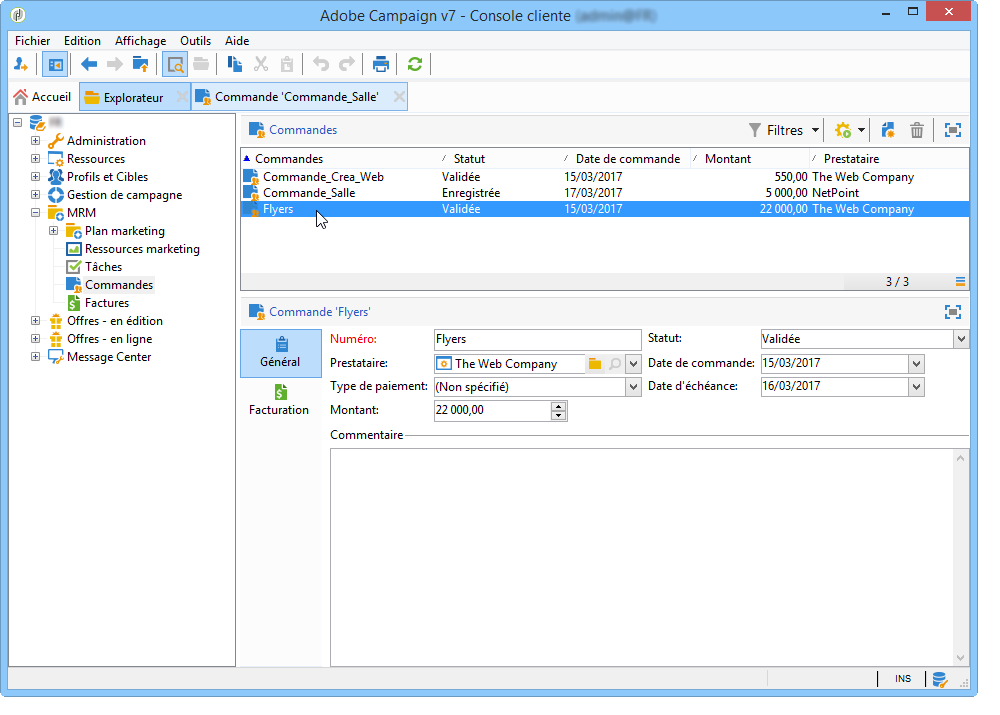 Adobe Campaign v7 - Console cliente
Fichier Edition Affichage Outils Aide
Accueil Explorateur Commande 'Commande_Salle'
Administration
Ressources
Profils et Cibles
Gestion de campagne
MRM
Plan marketing
Ressources marketing
Tâches
Commandes
Factures
Offres - en édition
Offres - en ligne
Message Center
Commandes Filtres
Commandes Statut Date de commande Montant Prestataire
Commande_Crea_Web Validée 15/03/2017 550,00 The Web Company
Commande_Salle Enregistrée 17/03/2017 5 000,00 NetPoint
Flyers Validée 15/03/2017 22 000,00 The Web Company
3 / 3
Commande 'Flyers'
Général
Facturation
Numéro: Flyers Statut: Validée
Prestataire: The Web Company Date de commande: 15/03/2017
Type de paiement: (Non spécifié) Date d'échéance: 16/03/2017
Montant: 22 000,00
Commentaire
INS